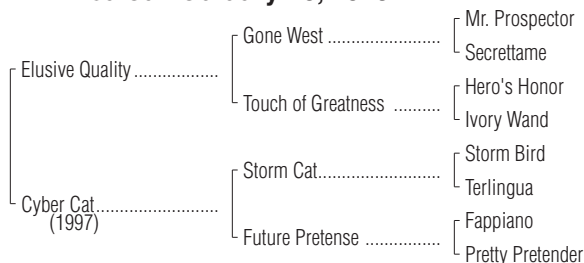 Mr. Prospector
Gone West
Secrettame
Elusive Quality
Hero's Honor
Touch of Greatness
Ivory Wand
Storm Bird
Storm Cat
Terlingua
Cyber Cat
(1997)
Fappiano
Future Pretense
Pretty Pretender